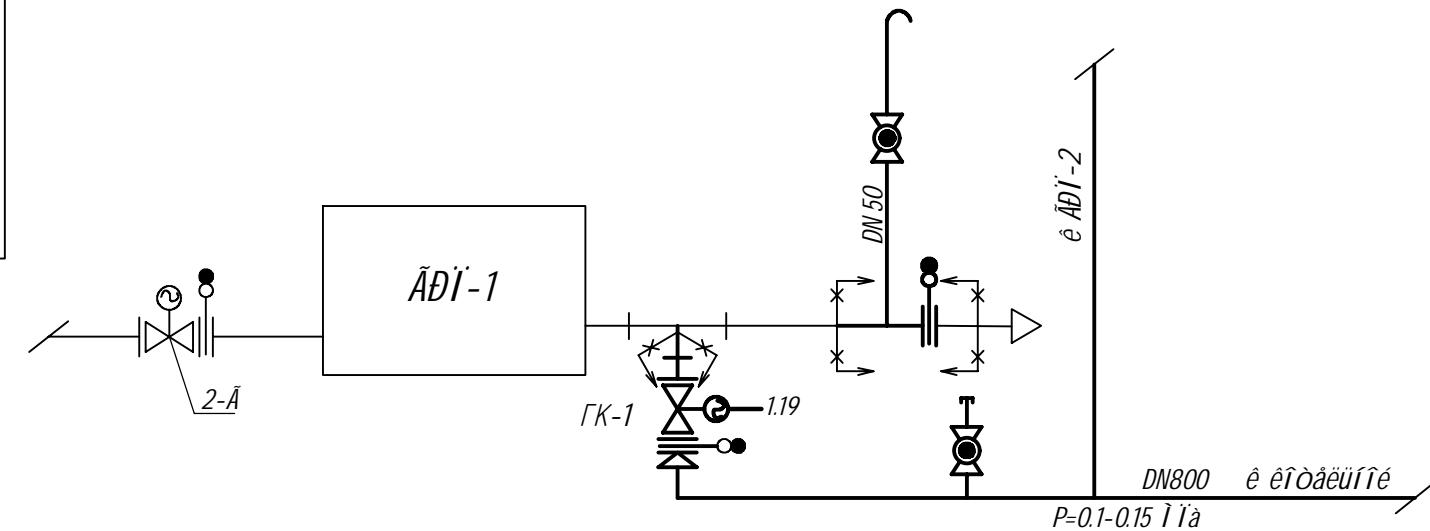 DN 50
ê ÃÐÏ-2
ÃÐÏ-1
2-Ã
ГК-1
1.19
DN800 ê êÎòåëüíîé
P=0.1-0.15 Ì Ïà